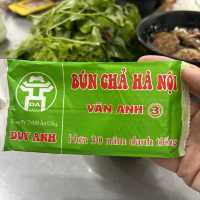 BÚN CHẢ HÀ NỘI
VÂN ANH 3
DUY ANH
Hơn 30 năm danh tiếng